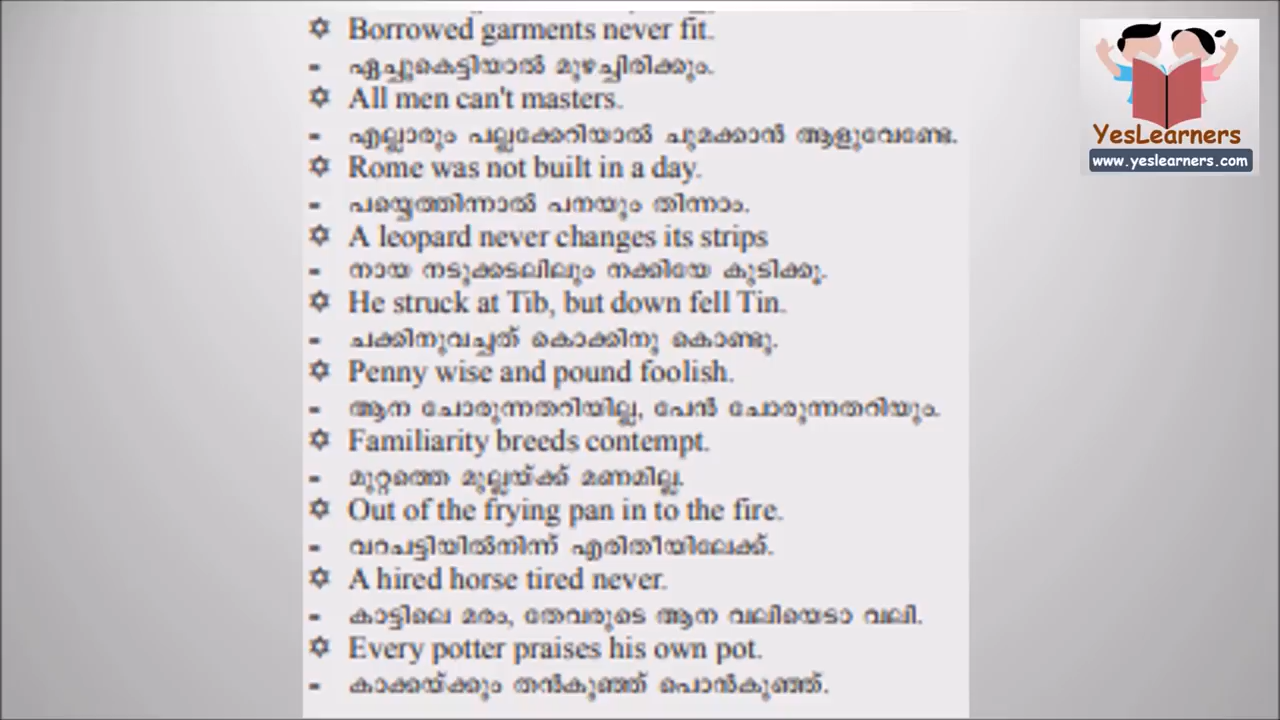 Borrowed garments never fit.
- ഏച്ചുകെട്ടിയാൽ മുഴച്ചിരിക്കും.
All men can't masters.
- എല്ലാരും പല്ലക്കേറിയാൽ ചുമക്കാൻ ആളുവേണ്ടേ.
Rome was not built in a day.
- പയ്യെത്തിന്നാൽ പനയും തിന്നാം.
A leopard never changes its strips
- നായ നടുക്കടലിലും നക്കിയേ കുടിക്കൂ.
He struck at Tib, but down fell Tin.
- ചക്കിനുവച്ചത് കൊക്കിനു കൊണ്ടു.
Penny wise and pound foolish.
- ആന ചോരുന്നതറിയില്ല, പേൻ ചോരുന്നതറിയും.
Familiarity breeds contempt.
- മുറ്റത്തെ മുല്ലയ്ക്ക് മണമില്ല.
Out of the frying pan in to the fire.
- വറചട്ടിയിൽനിന്ന് എരിതീയിലേക്ക്.
A hired horse tired never.
- കാട്ടിലെ മരം, തേവരുടെ ആന വലിയെടാ വലി.
Every potter praises his own pot.
- കാക്കയ്ക്കും തൻകുഞ്ഞ് പൊൻകുഞ്ഞ്.
YesLearners
www.yeslearners.com